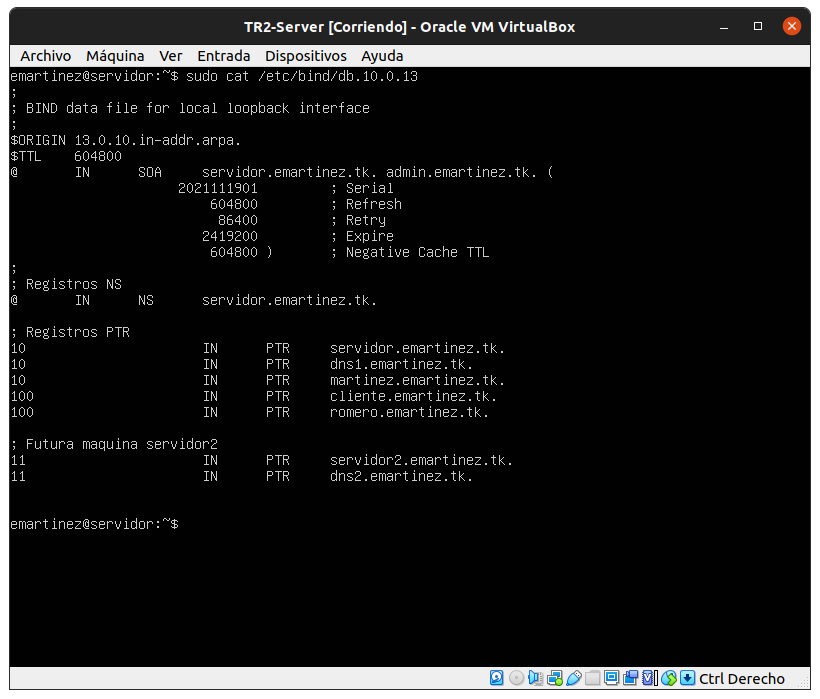 TR2-Server [Corriendo] - Oracle VM VirtualBox
Archivo Máquina Ver Entrada Dispositivos Ayuda
emartinez@servidor:~$ sudo cat /etc/bind/db.10.0.13
;
; BIND data file for local loopback interface
;
$ORIGIN 13.0.10.in-addr.arpa.
$TTL 604800
@ IN SOA servidor.emartinez.tk. admin.emartinez.tk. (
2021111901 ; Serial
604800 ; Refresh
86400 ; Retry
2419200 ; Expire
604800 ) ; Negative Cache TTL
;
; Registros NS
@ IN NS servidor.emartinez.tk.
; Registros PTR
10 IN PTR servidor.emartinez.tk.
10 IN PTR dns1.emartinez.tk.
10 IN PTR martinez.emartinez.tk.
100 IN PTR cliente.emartinez.tk.
100 IN PTR romero.emartinez.tk.
; Futura maquina servidor2
11 IN PTR servidor2.emartinez.tk.
11 IN PTR dns2.emartinez.tk.
emartinez@servidor:~$
Ctrl Derecho